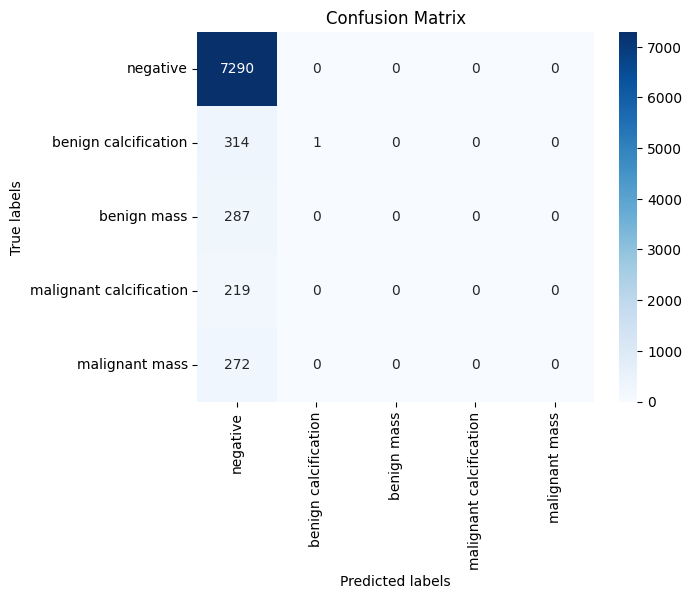 Confusion Matrix
True labels
negative 7290 0 0 0 0
benign calcification 314 1 0 0 0
benign mass 287 0 0 0 0
malignant calcification 219 0 0 0 0
malignant mass 272 0 0 0 0
negative
benign calcification
benign mass
malignant calcification
malignant mass
Predicted labels
7000
6000
5000
4000
3000
2000
1000
0